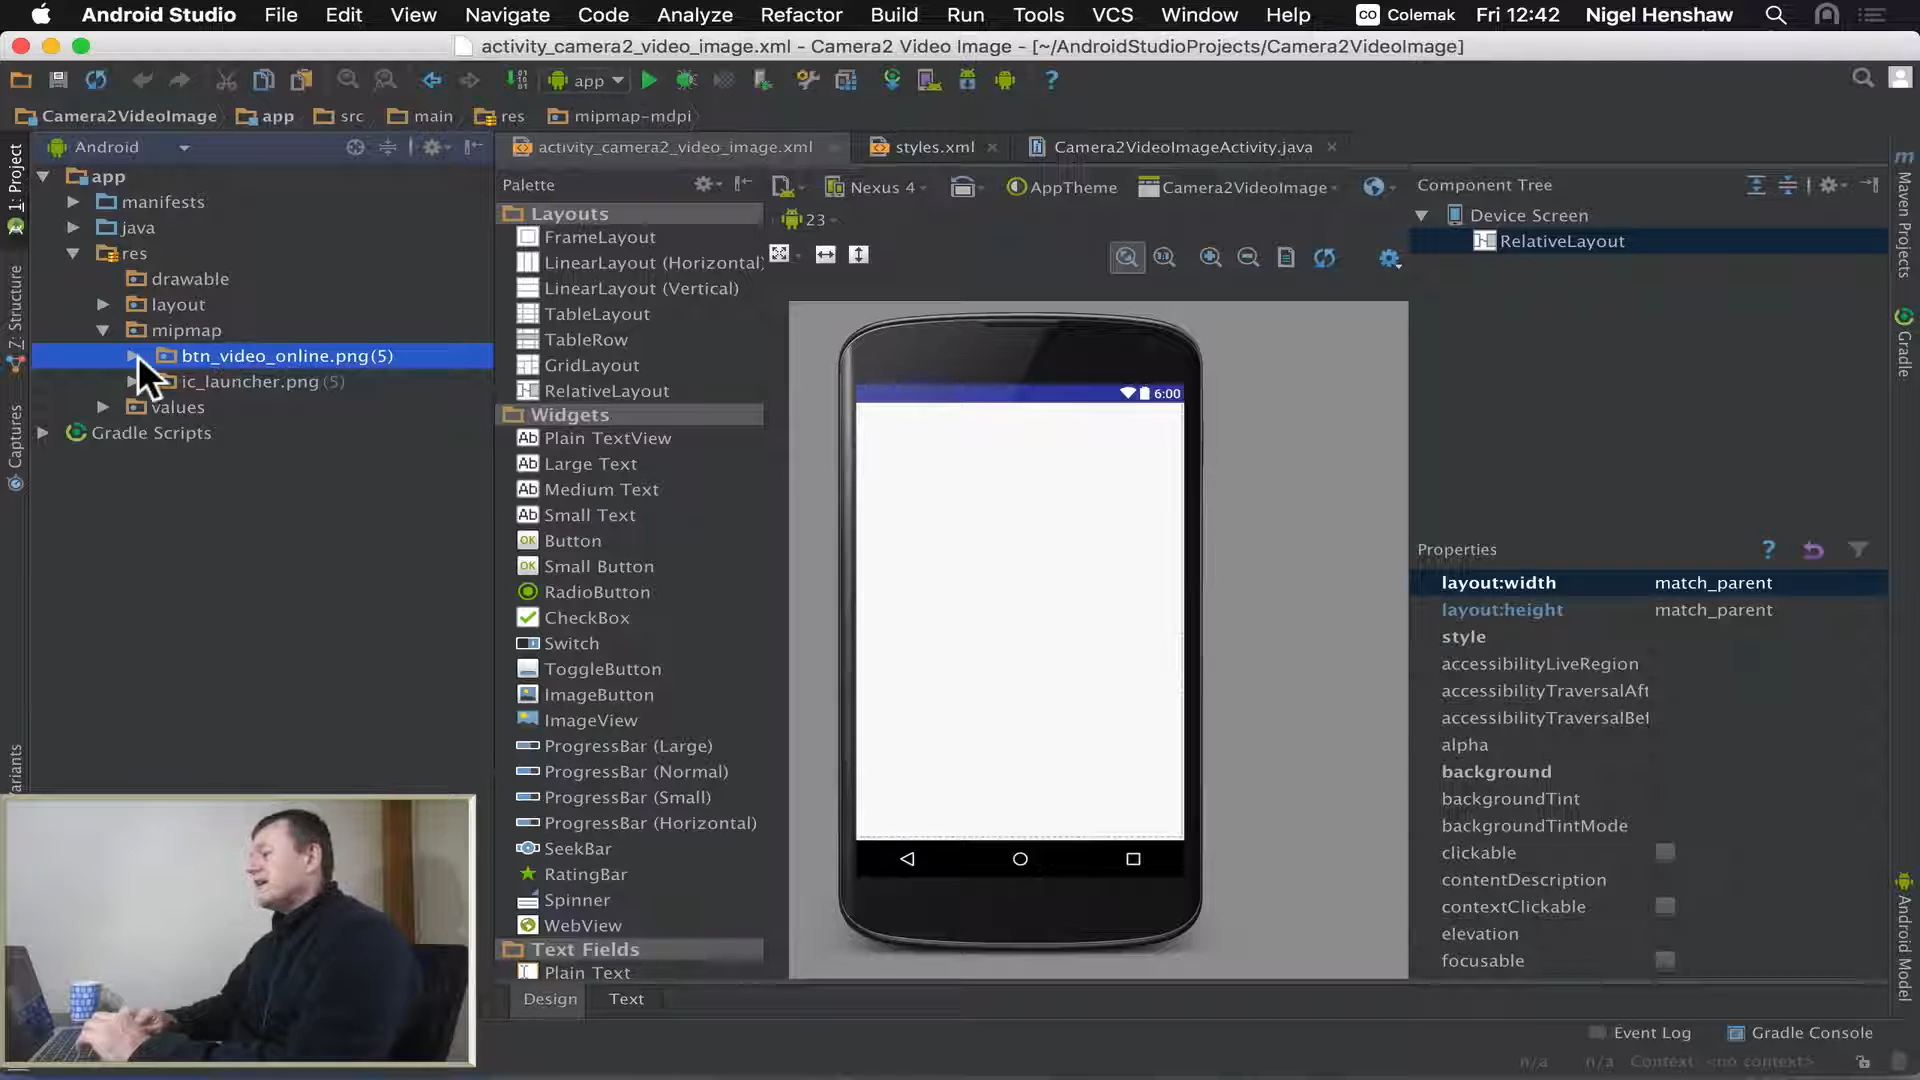 Android Studio File Edit View Navigate Code Analyze Refactor Build Run Tools VCS Window Help CO Colemak Fri 12:42 Nigel Henshaw
activity_camera2_video_image.xml - Camera2 Video Image - [~/AndroidStudioProjects/Camera2VideoImage]
app
Camera2VideoImage app src main res mipmap-mdpi
Android
activity_camera2_video_image.xml styles.xml Camera2VideoImageActivity.java
1: Project
7: Structure
Captures
app
manifests
java
res
drawable
layout
mipmap
btn_video_online.png (5)
ic_launcher.png (5)
values
Gradle Scripts
Palette
Layouts
FrameLayout
LinearLayout (Horizontal)
LinearLayout (Vertical)
TableLayout
TableRow
GridLayout
RelativeLayout
Widgets
Plain TextView
Large Text
Medium Text
Small Text
Button
Small Button
RadioButton
CheckBox
Switch
ToggleButton
ImageButton
ImageView
ProgressBar (Large)
ProgressBar (Normal)
ProgressBar (Small)
ProgressBar (Horizontal)
SeekBar
RatingBar
Spinner
WebView
Text Fields
Plain Text
Design Text
Nexus 4 AppTheme Camera2VideoImage
23
6:00
Component Tree
Device Screen
RelativeLayout
Properties
layout:width match_parent
layout:height match_parent
style
accessibilityLiveRegion
accessibilityTraversalAft
accessibilityTraversalBef
alpha
background
backgroundTint
backgroundTintMode
clickable
contentDescription
contextClickable
elevation
focusable
Maven Projects
Gradle
Android Model
Event Log Gradle Console
n/a n/a Context: <no context>